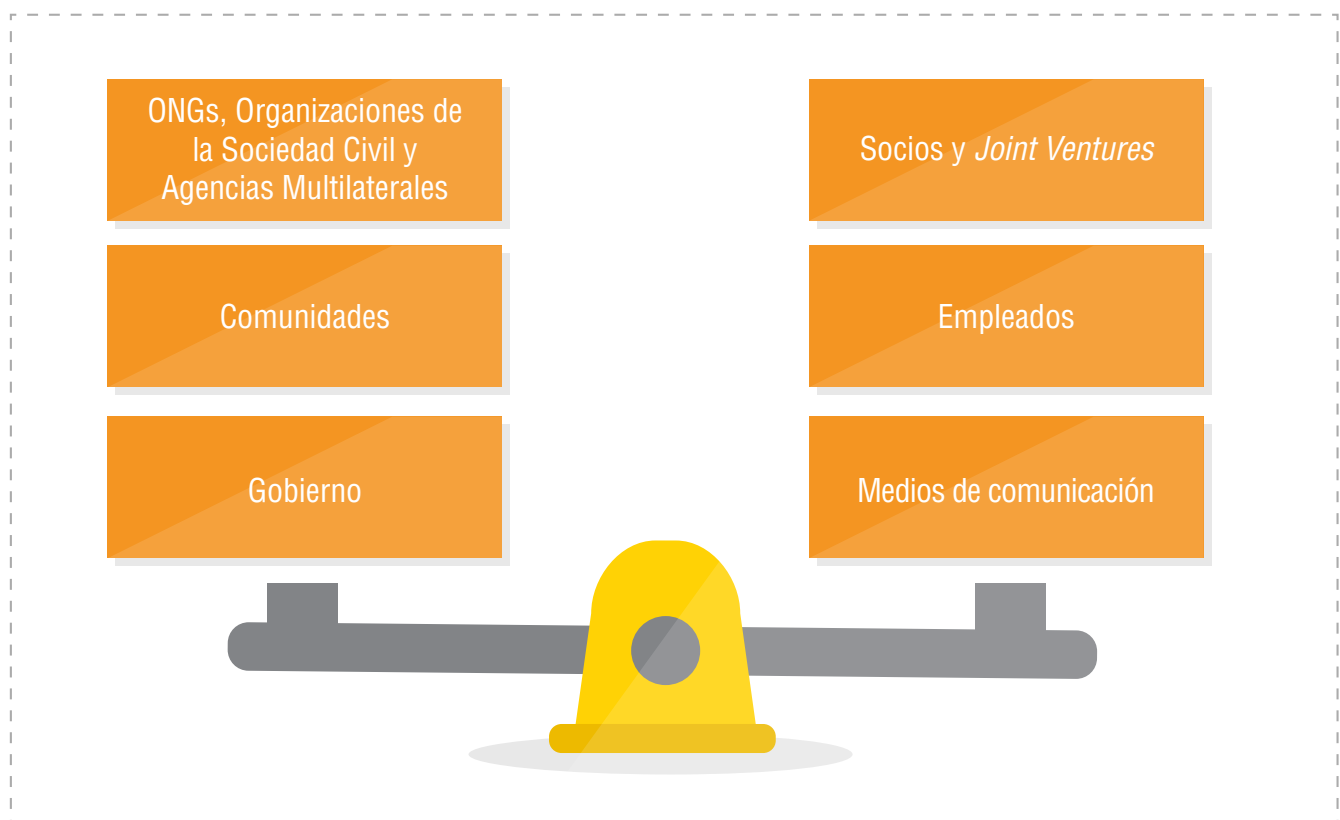 ONGs, Organizaciones de
la Sociedad Civil y
Agencias Multilaterales
Socios y Joint Ventures
Comunidades
Empleados
Gobierno
Medios de comunicación